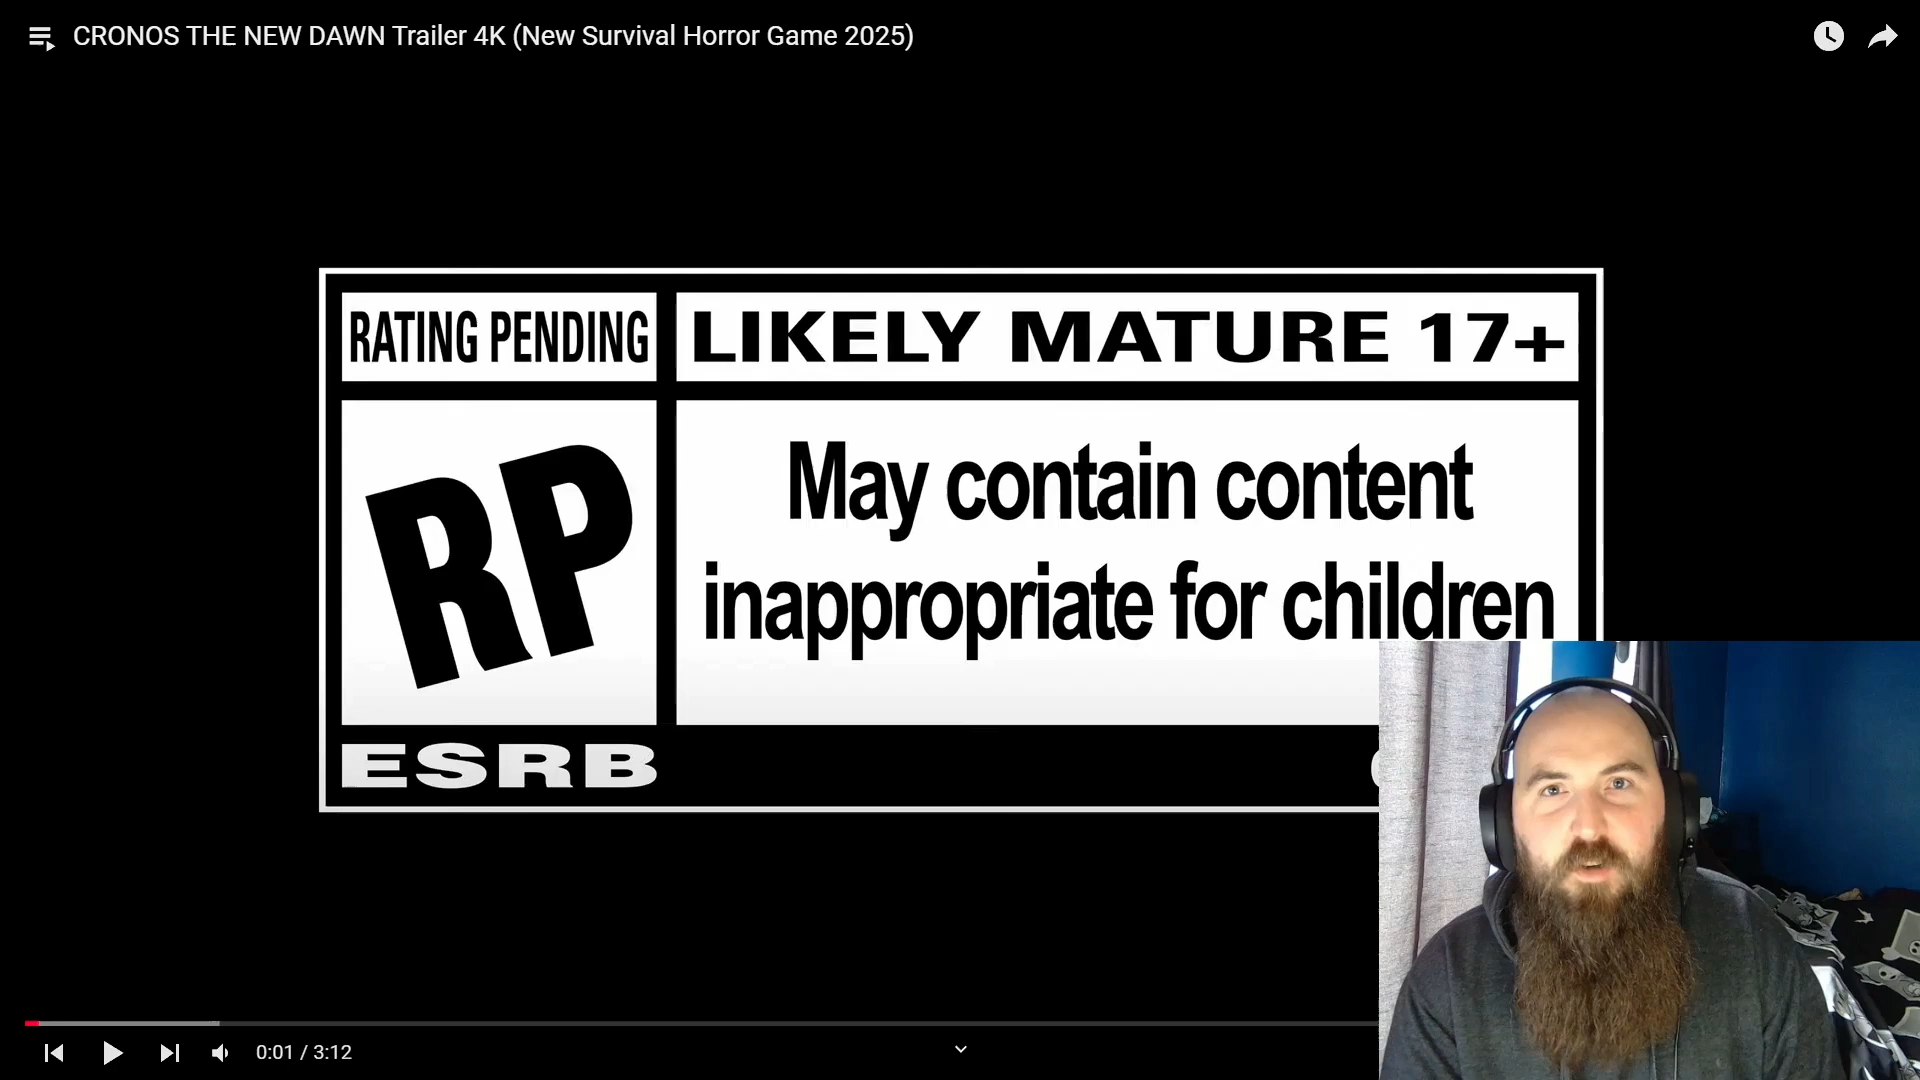 CRONOS THE NEW DAWN Trailer 4K (New Survival Horror Game 2025)
RATING PENDING
LIKELY MATURE 17+
RP
May contain content
inappropriate for children
ESRB
0:01 / 3:12